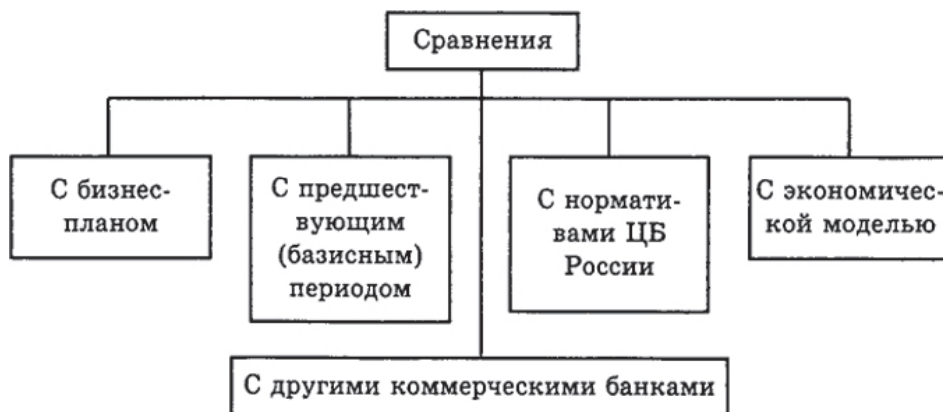 Сравнения
С бизнес-
планом
С предшест-
вующим
(базисным)
периодом
С нормати-
вами ЦБ
России
С экономичес-
кой моделью
С другими коммерческими банками